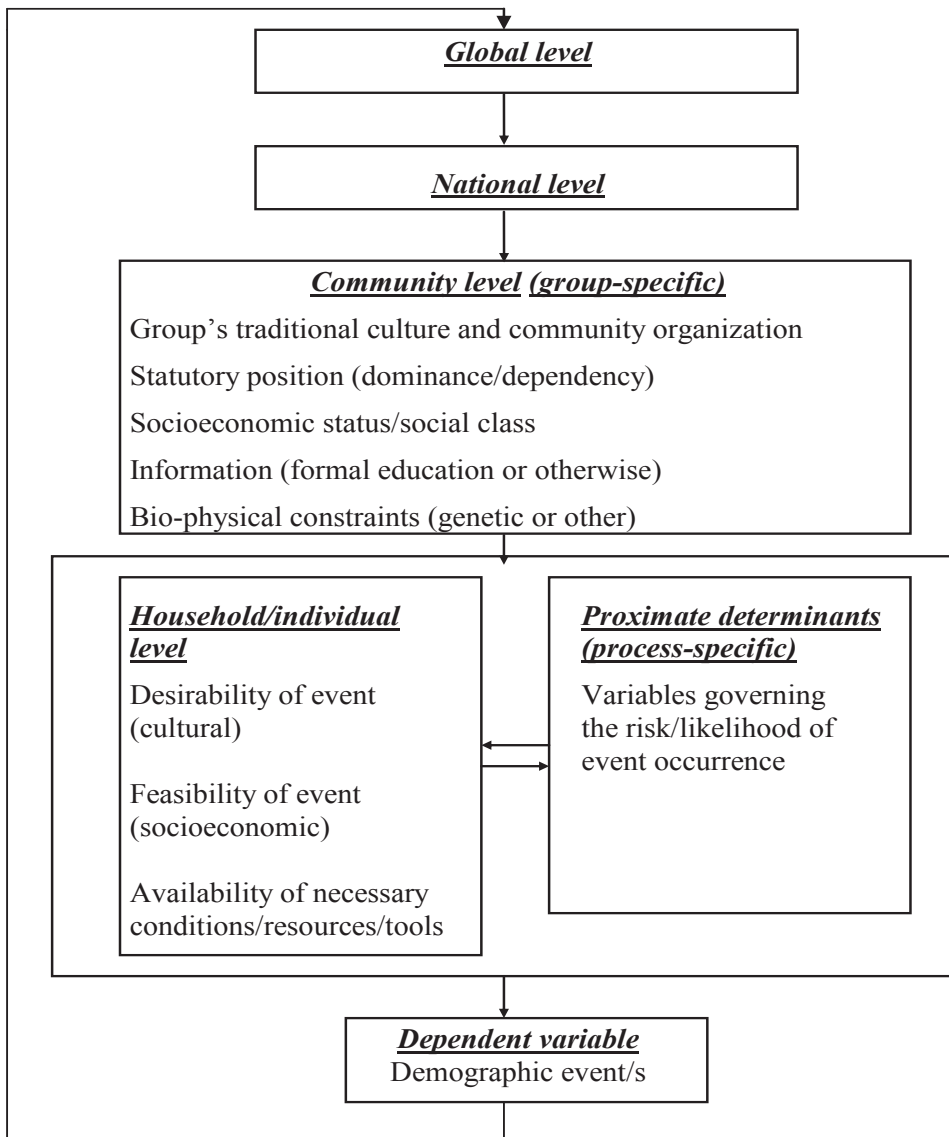 Global level
National level
Community level (group-specific)
Group’s traditional culture and community organization
Statutory position (dominance/dependency)
Socioeconomic status/social class
Information (formal education or otherwise)
Bio-physical constraints (genetic or other)
Household/individual
level
Desirability of event
(cultural)
Feasibility of event
(socioeconomic)
Availability of necessary
conditions/resources/tools
Proximate determinants
(process-specific)
Variables governing
the risk/likelihood of
event occurrence
Dependent variable
Demographic event/s